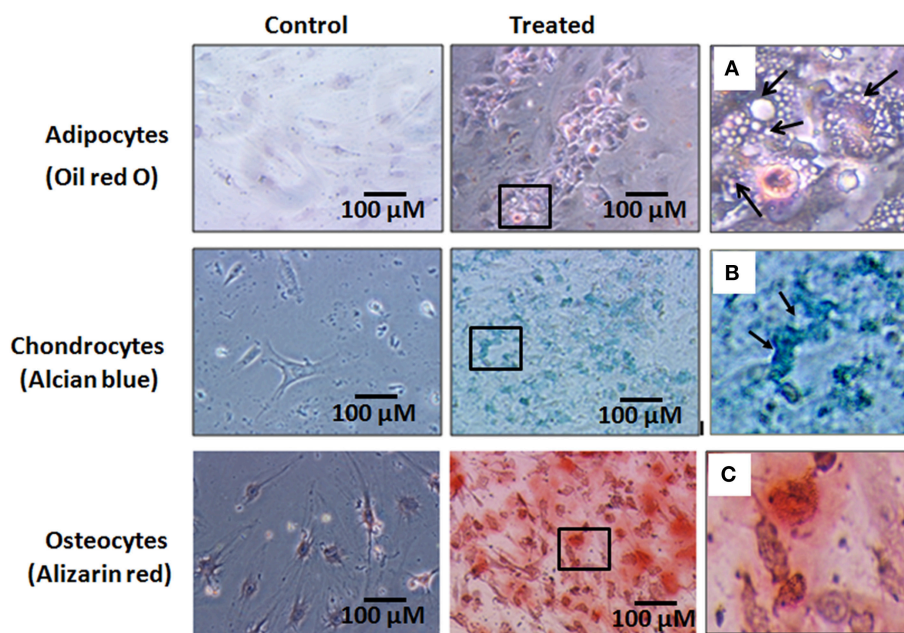 Control
Treated
A
Adipocytes
(Oil red O)
100 µM
100 µM
B
Chondrocytes
(Alcian blue)
100 µM
100 µM
C
Osteocytes
(Alizarin red)
100 µM
100 µM